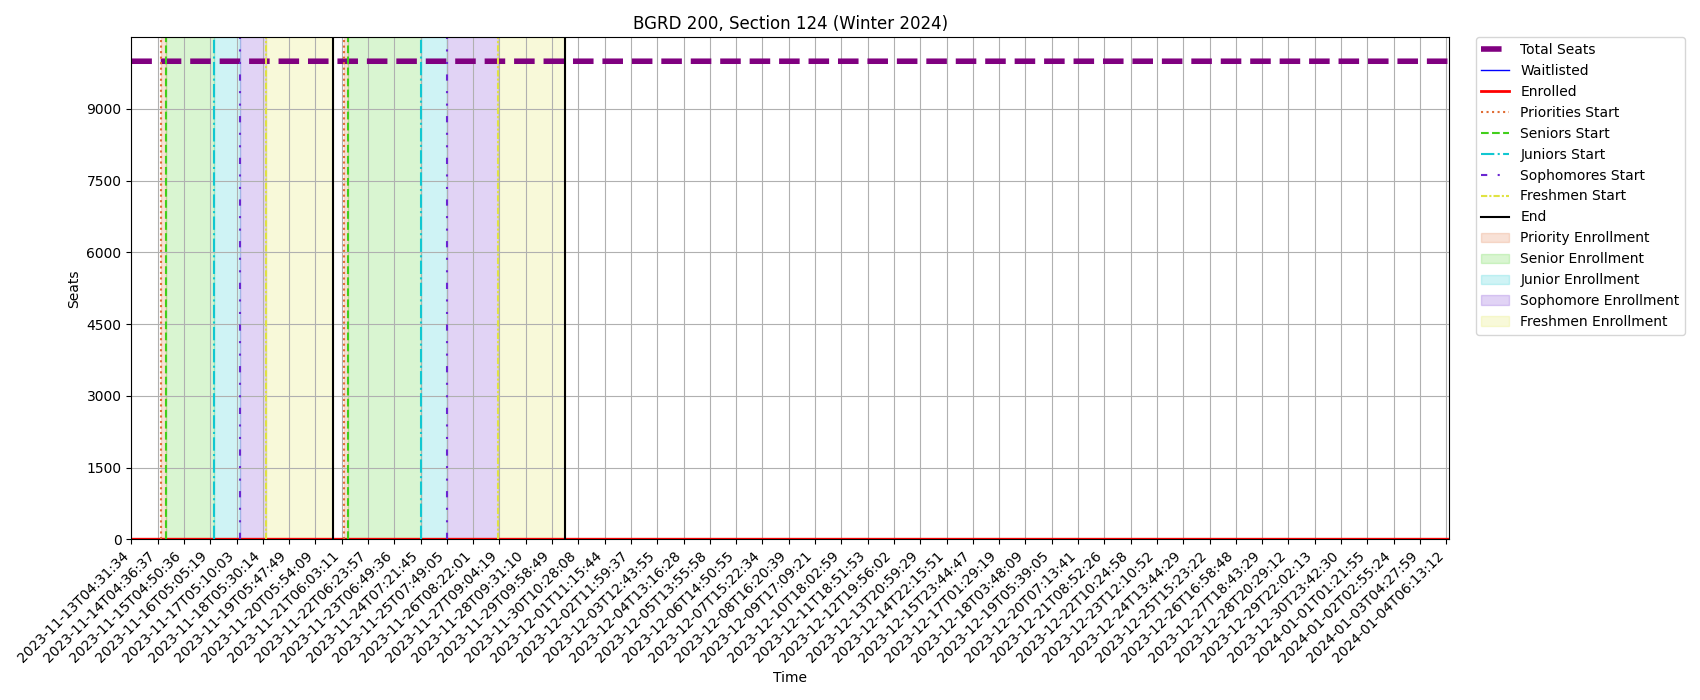 BGRD 200, Section 124 (Winter 2024)
Total Seats
Waitlisted
Enrolled
Priorities Start
Seniors Start
Juniors Start
Sophomores Start
Freshmen Start
End
Priority Enrollment
Senior Enrollment
Junior Enrollment
Sophomore Enrollment
Freshmen Enrollment
Seats
9000
7500
6000
4500
3000
1500
0
2023-11-13T04:31:34
2023-11-14T04:36:37
2023-11-15T04:50:36
2023-11-16T05:05:19
2023-11-17T05:10:03
2023-11-18T05:30:14
2023-11-19T05:47:49
2023-11-20T05:54:09
2023-11-21T06:03:11
2023-11-22T06:23:57
2023-11-23T06:49:36
2023-11-24T07:21:45
2023-11-25T07:49:05
2023-11-26T08:22:01
2023-11-27T09:04:19
2023-11-28T09:31:10
2023-11-29T09:58:49
2023-11-30T10:28:08
2023-12-01T11:15:44
2023-12-02T11:59:37
2023-12-03T12:43:55
2023-12-04T13:16:28
2023-12-05T13:55:58
2023-12-06T14:50:55
2023-12-07T15:22:34
2023-12-08T16:20:39
2023-12-09T17:09:21
2023-12-10T18:02:59
2023-12-11T18:51:53
2023-12-12T19:56:02
2023-12-13T20:59:29
2023-12-14T22:15:51
2023-12-15T23:44:47
2023-12-17T01:29:19
2023-12-18T03:48:09
2023-12-19T05:39:05
2023-12-20T07:13:41
2023-12-21T08:52:26
2023-12-22T10:24:58
2023-12-23T12:10:52
2023-12-24T13:44:29
2023-12-25T15:23:22
2023-12-26T16:58:48
2023-12-27T18:43:29
2023-12-28T20:29:12
2023-12-29T22:02:13
2023-12-30T23:42:30
2024-01-01T01:21:55
2024-01-02T02:55:24
2024-01-03T04:27:59
2024-01-04T06:13:12
Time